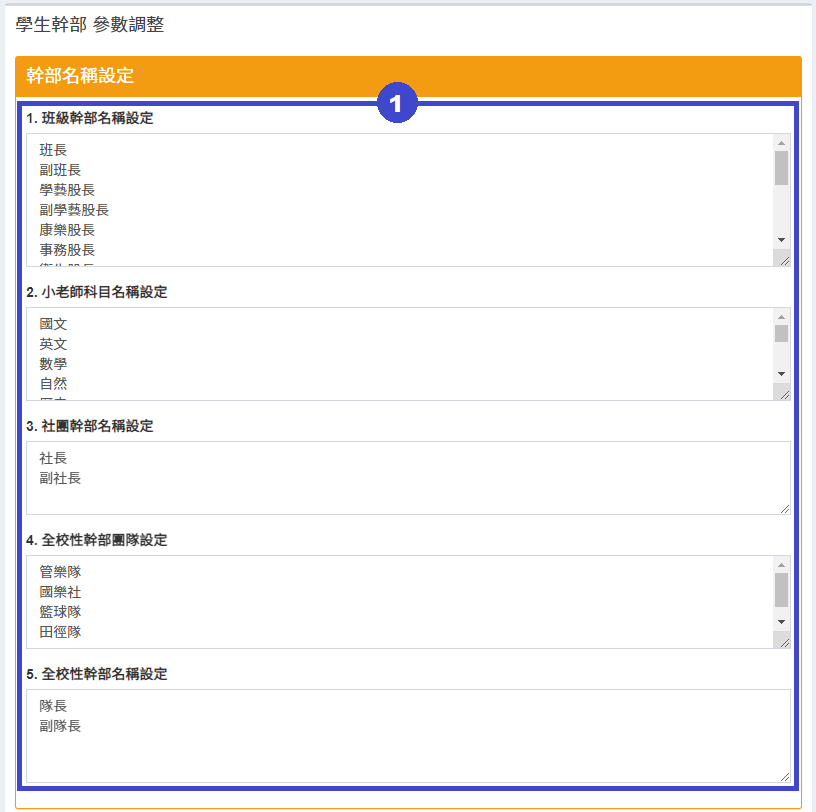 學生幹部 參數調整
幹部名稱設定
1
1. 班級幹部名稱設定
班長
副班長
學藝股長
副學藝股長
康樂股長
事務股長
2. 小老師科目名稱設定
國文
英文
數學
自然
3. 社團幹部名稱設定
社長
副社長
4. 全校性幹部團隊設定
管樂隊
國樂社
籃球隊
田徑隊
5. 全校性幹部名稱設定
隊長
副隊長